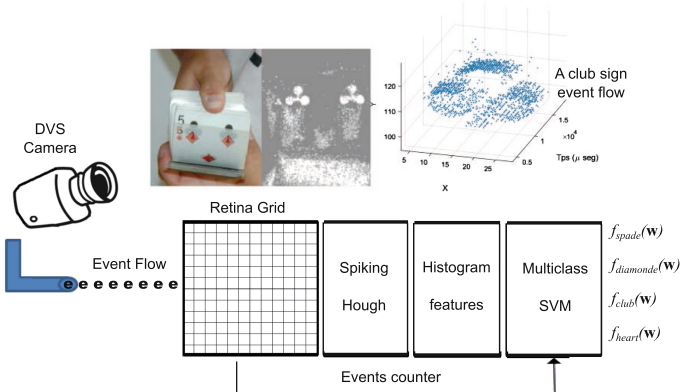 A club sign
event flow
130
120
110
100
Y
5
10
15
20
25
0.5
1
1.5
×10⁴
Tps (μ seg)
X
5
DVS
Camera
Retina Grid
Event Flow
e e e e e e e e
Spiking
Hough
Histogram
features
Multiclass
SVM
f_spade(w)
f_diamonde(w)
f_club(w)
f_heart(w)
Events counter